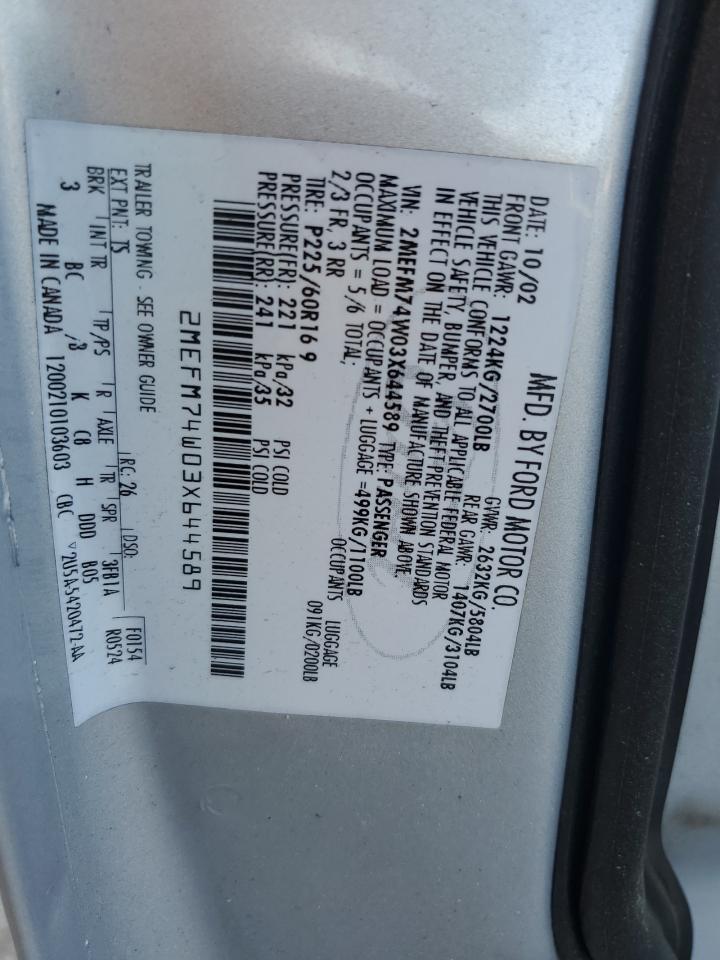 MFD. BY FORD MOTOR CO.
DATE: 10/02 GVWR: 2632KG/5804LB
FRONT GAWR: 1224KG/2700LB REAR GAWR: 1407KG/3104LB
THIS VEHICLE CONFORMS TO ALL APPLICABLE FEDERAL MOTOR
VEHICLE SAFETY, BUMPER, AND THEFT PREVENTION STANDARDS
IN EFFECT ON THE DATE OF MANUFACTURE SHOWN ABOVE.
VIN: 2MEFM74W03X644589 TYPE: PASSENGER
MAXIMUM LOAD = OCCUPANTS + LUGGAGE =499KG/1100LB
OCCUPANTS = 5/6 TOTAL; OCCUPANTS LUGGAGE
2/3 FR, 3 RR 091KG/0200LB
TIRE: P225/60R16 9
PRESSURE(FR): 221 kPa/32 PSI COLD
PRESSURE(RR): 241 kPa/35 PSI COLD
2MEFM74W03X644589
TRAILER TOWING - SEE OWNER GUIDE
EXT PNT: TS RC: 26 DSO: F0154
BRK INT TR TP/PS R AXLE TR SPR 3FB1A R0524
3 BC /3 K C8 H DDD B05
MADE IN CANADA 1200210103603 CBC 2U5A5420472-AA